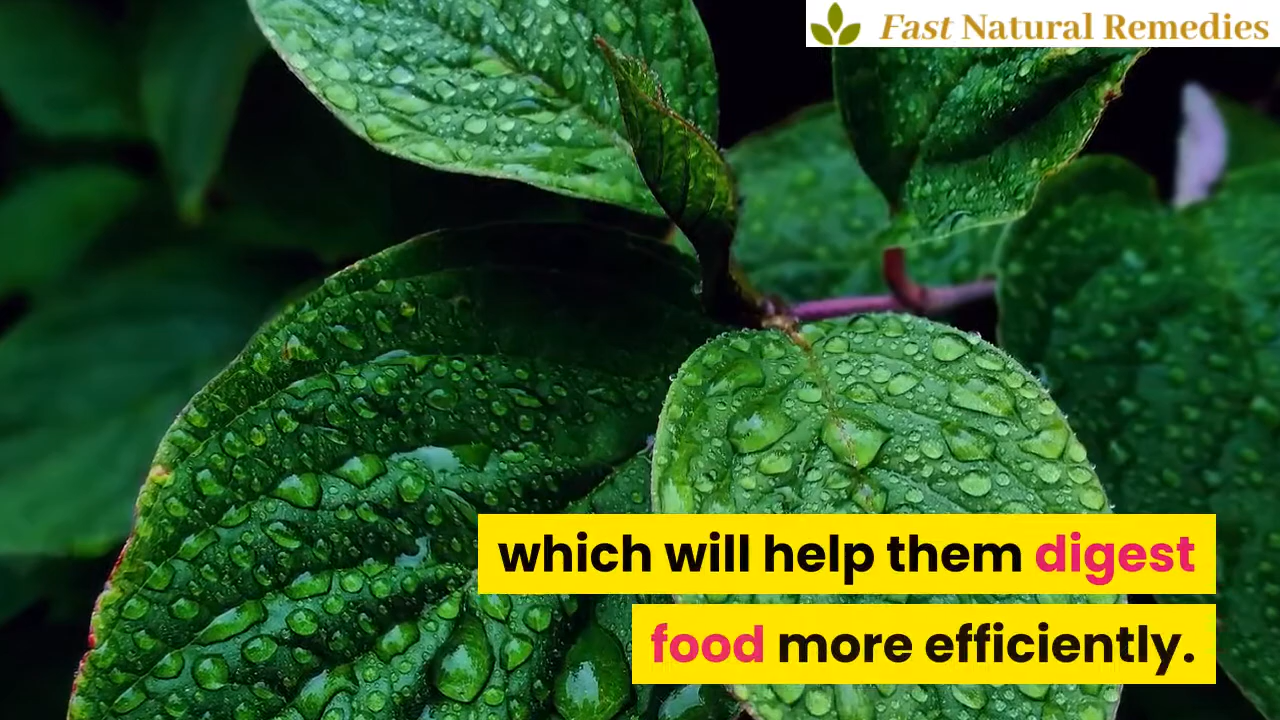 Fast Natural Remedies
which will help them digest
food more efficiently.